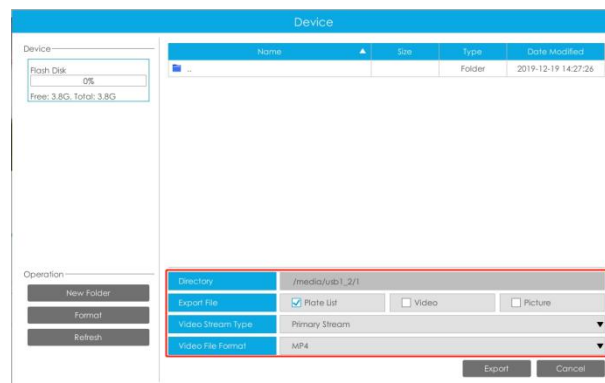 Device
Device
Flash Disk
0%
Free: 3.8G, Total: 3.8G
Name Size Type Date Modified
.. Folder 2019-12-19 14:27:26
Operation
New Folder
Format
Refresh
Directory /media/usb1_2/1
Export File Plate List Video Picture
Video Stream Type Primary Stream
Video File Format MP4
Export Cancel